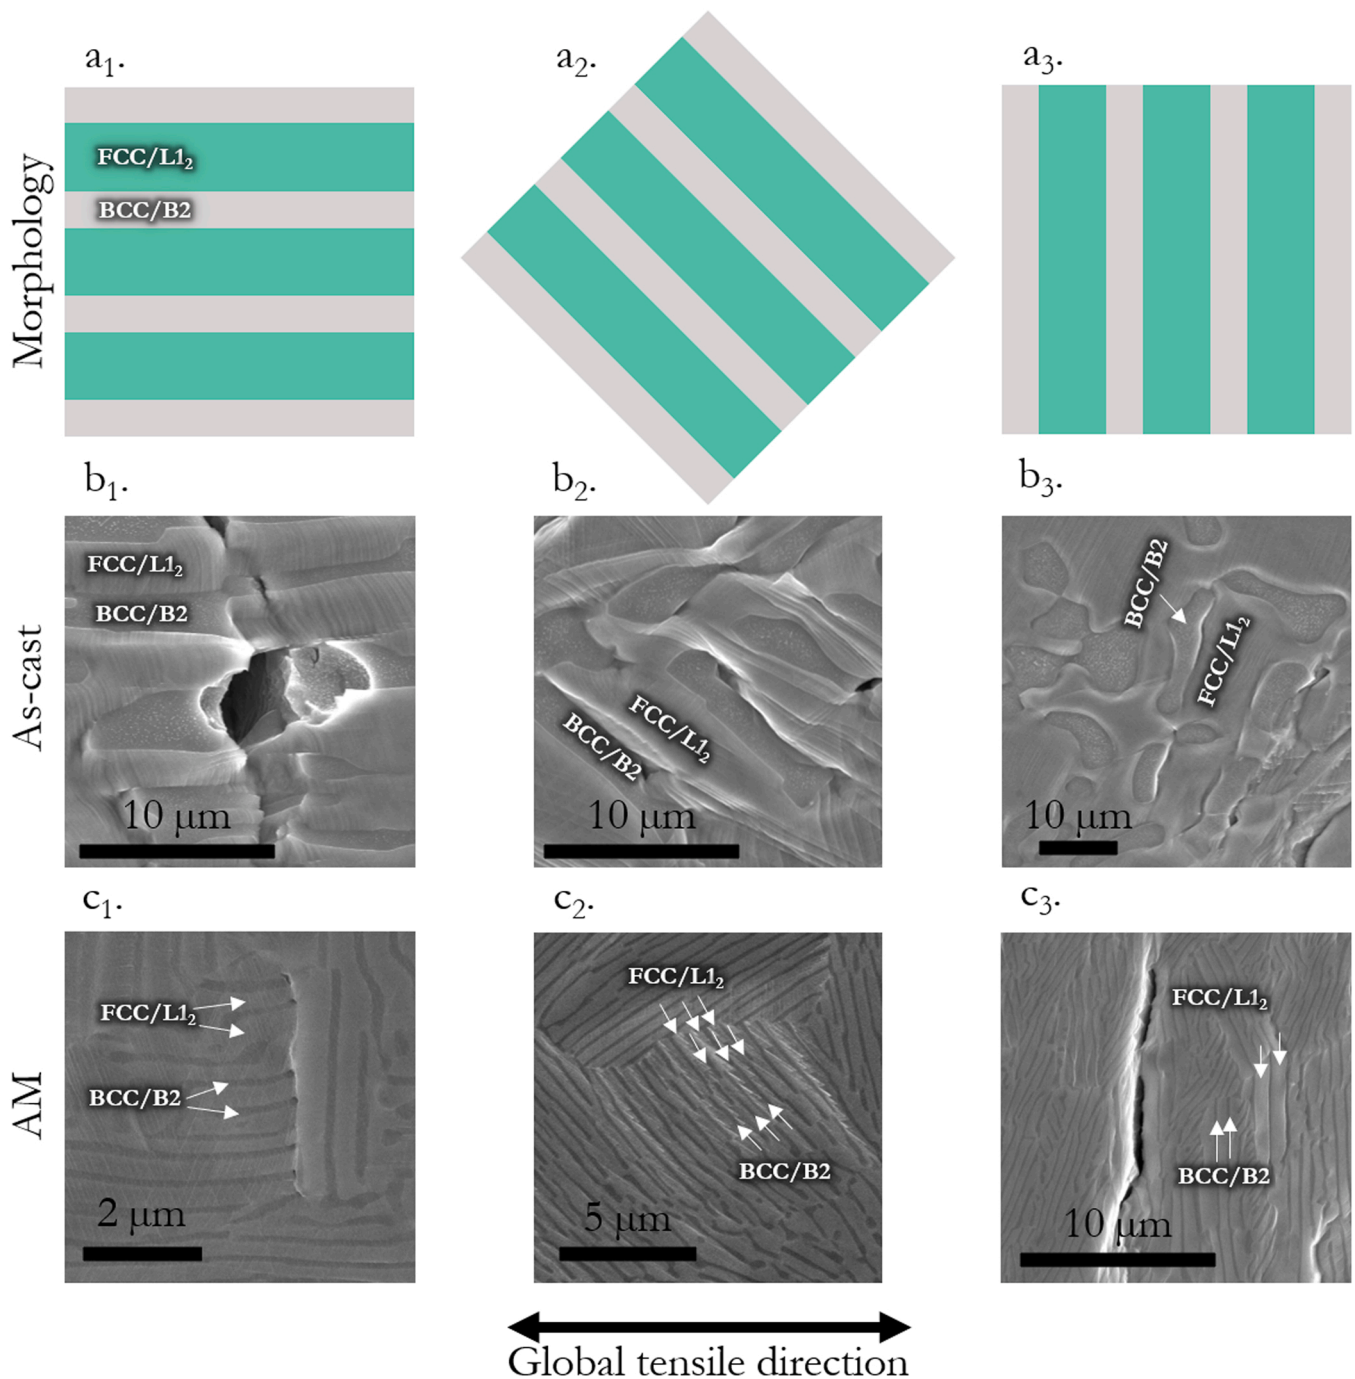 a₁.
a₂.
a₃.
Morphology
FCC/L1₂
BCC/B2
b₁.
b₂.
b₃.
As-cast
FCC/L1₂
BCC/B2
10 μm
FCC/L1₂
BCC/B2
10 μm
BCC/B2
FCC/L1₂
10 μm
c₁.
c₂.
c₃.
AM
FCC/L1₂
BCC/B2
2 μm
FCC/L1₂
BCC/B2
5 μm
FCC/L1₂
BCC/B2
10 μm
Global tensile direction